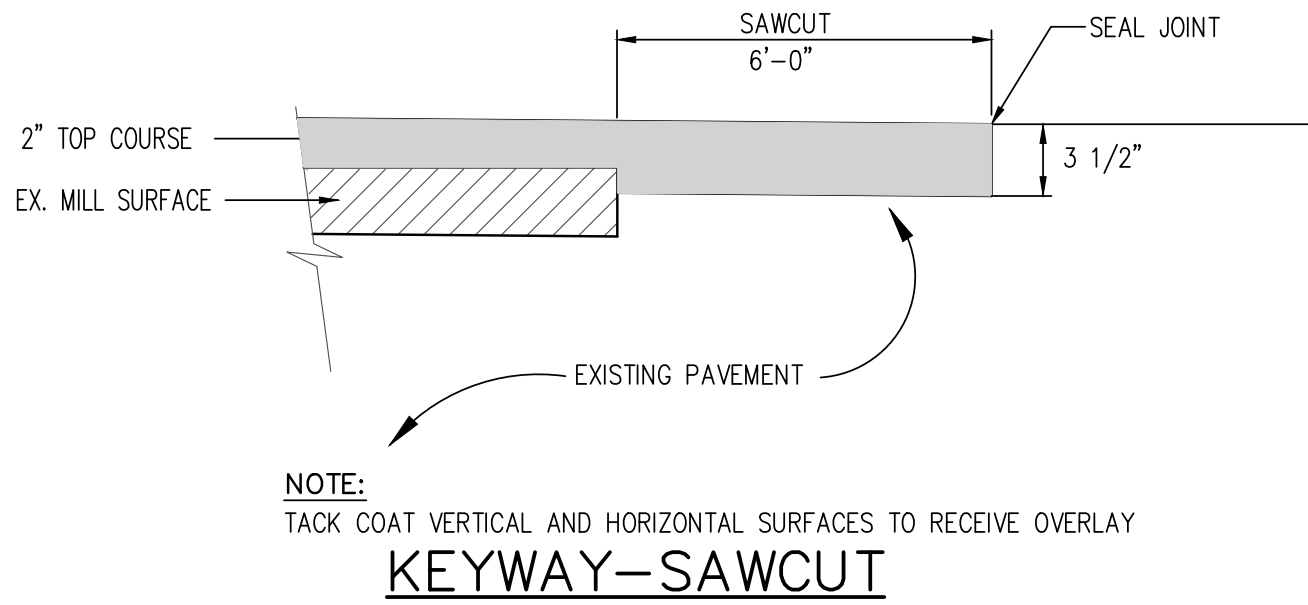 SAWCUT
6'-0"
SEAL JOINT
2" TOP COURSE
3 1/2"
EX. MILL SURFACE
EXISTING PAVEMENT
NOTE:
TACK COAT VERTICAL AND HORIZONTAL SURFACES TO RECEIVE OVERLAY
KEYWAY-SAWCUT